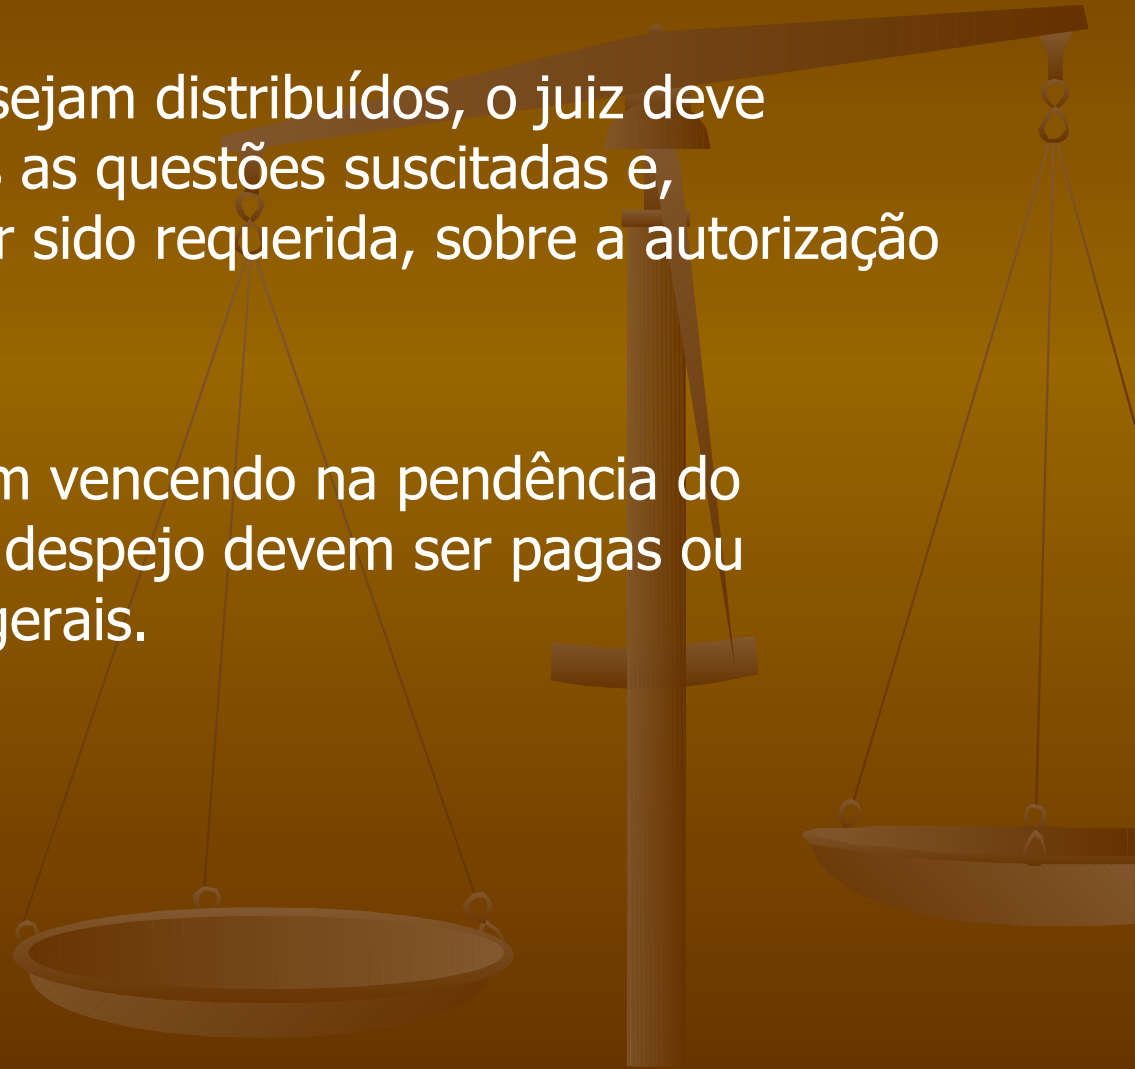 sejam distribuídos, o juiz deve
as questões suscitadas e,
sido requerida, sobre a autorização
vencendo na pendência do
despejo devem ser pagas ou
gerais.